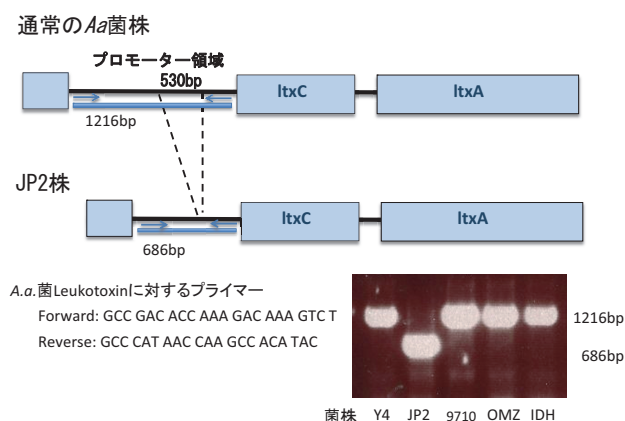 通常のAa菌株
プロモーター領域
530bp
ltxC
ltxA
1216bp
JP2株
ltxC
ltxA
686bp
A.a.菌Leukotoxinに対するプライマー
Forward: GCC GAC ACC AAA GAC AAA GTC T
Reverse: GCC CAT AAC CAA GCC ACA TAC
1216bp
686bp
菌株 Y4 JP2 9710 OMZ IDH